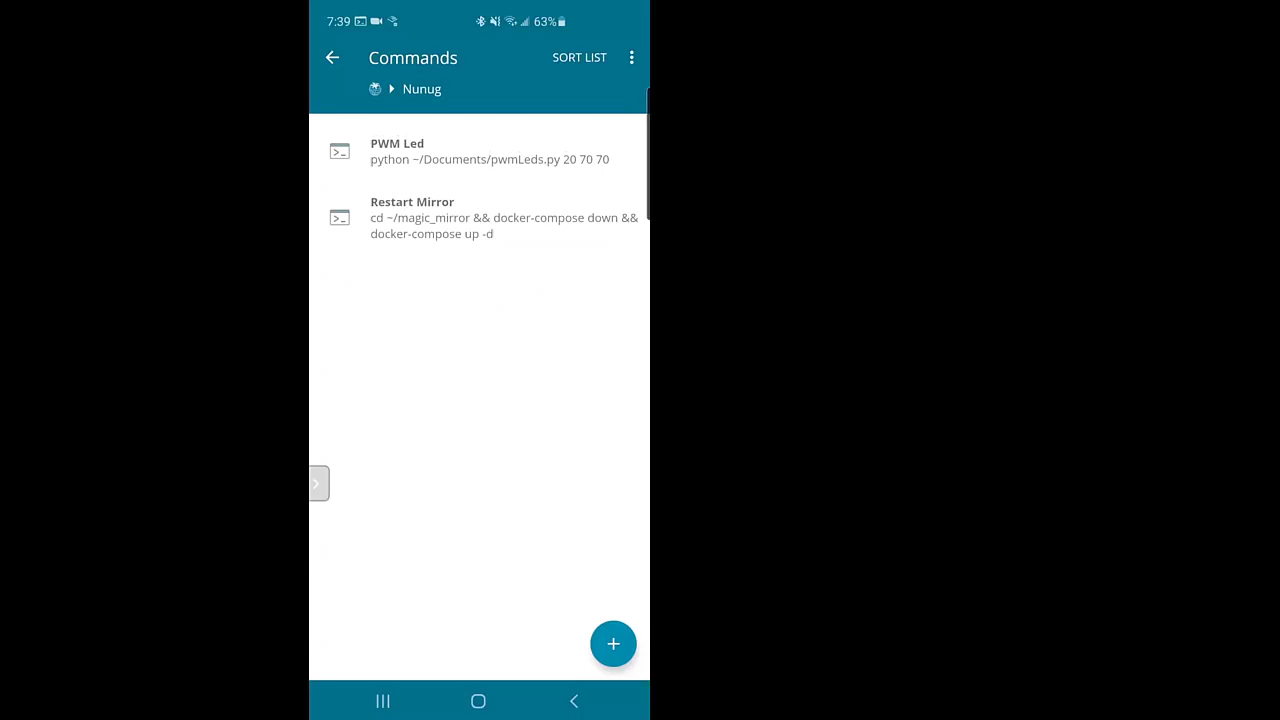 7:39 63%
Commands SORT LIST
Nunug
PWM Led
python ~/Documents/pwmLeds.py 20 70 70
Restart Mirror
cd ~/magic_mirror && docker-compose down &&
docker-compose up -d